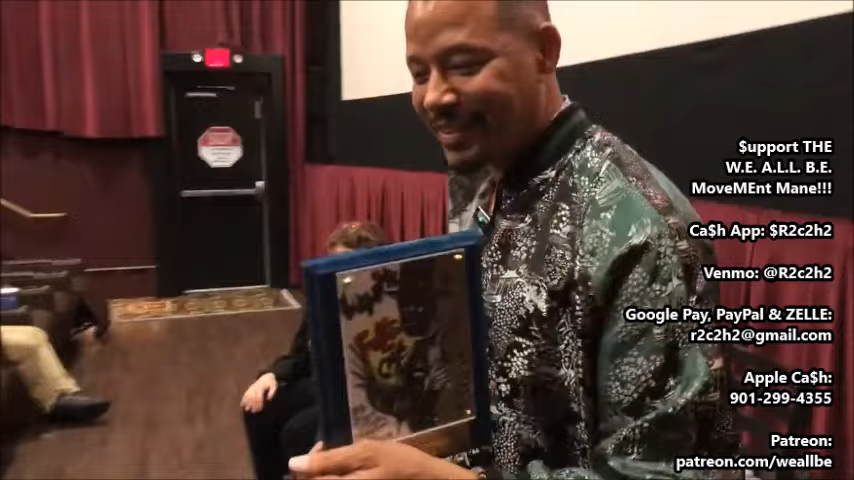 $upport THE
W.E. A.L.L. B.E.
MoveMEnt Mane!!!
Ca$h App: $R2c2h2
Venmo: @R2c2h2
Google Pay, PayPal & ZELLE:
r2c2h2@gmail.com
Apple Ca$h:
901-299-4355
Patreon:
patreon.com/weallbe